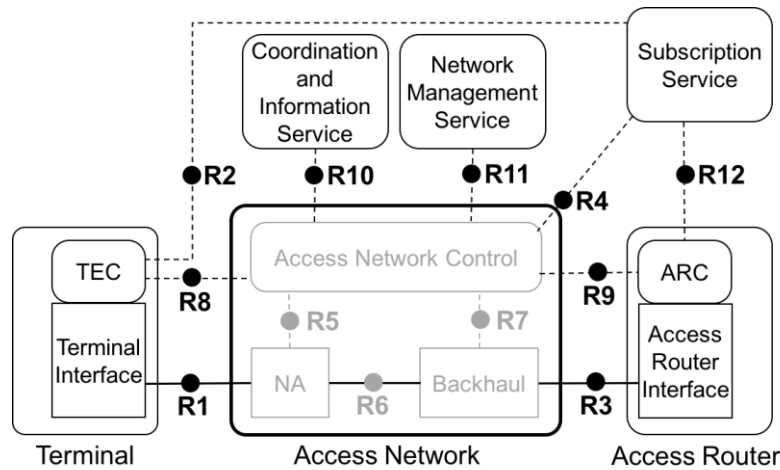 Coordination
and
Information
Service
Network
Management
Service
Subscription
Service
R2
R10
R11
R4
R12
TEC
Access Network Control
ARC
R8
R9
R5
R7
Terminal
Interface
NA
Backhaul
Access
Router
Interface
R1
R6
R3
Terminal
Access Network
Access Router